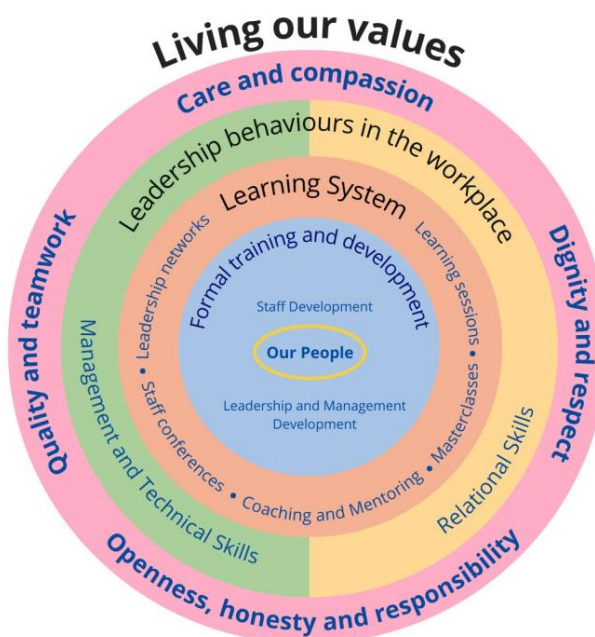 Living our values
Care and compassion
Dignity and respect
Openness, honesty and responsibility
Quality and teamwork
Leadership behaviours in the workplace
Management and Technical Skills
Relational Skills
Learning System
Leadership networks • Staff conferences • Coaching and Mentoring • Masterclasses • Learning sessions
Formal training and development
Staff Development
Our People
Leadership and Management
Development